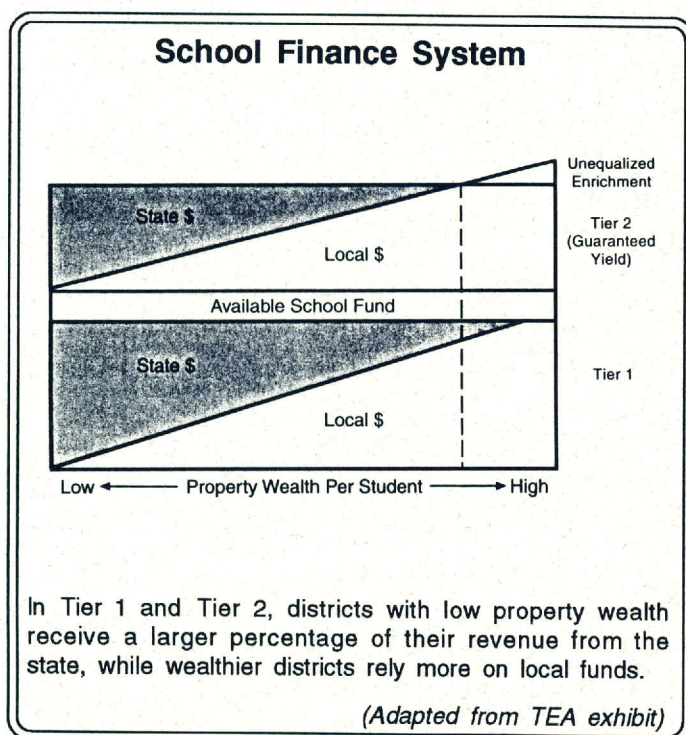 School Finance System
Unequalized
Enrichment
State $
Tier 2
(Guaranteed
Yield)
Local $
Available School Fund
State $
Tier 1
Local $
Low Property Wealth Per Student High
In Tier 1 and Tier 2, districts with low property wealth
receive a larger percentage of their revenue from the
state, while wealthier districts rely more on local funds.
(Adapted from TEA exhibit)